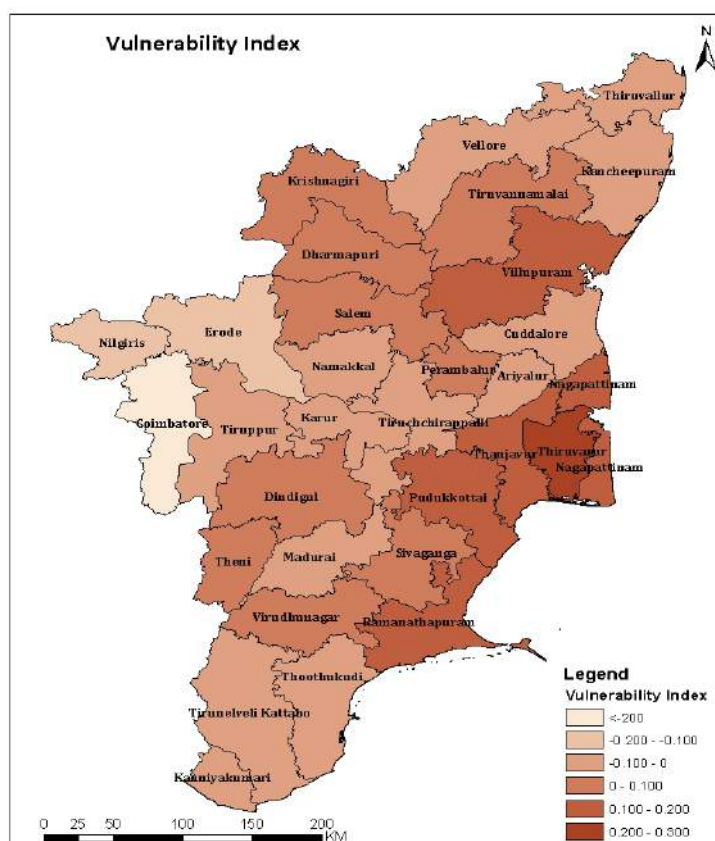 Vulnerability Index
N
Thiruvallur
Vellore
Kancheepuram
Krishnagiri
Tiruvannamalai
Dharmapuri
Villupuram
Salem
Erode
Cuddalore
Nilgiris
Namakkal
Perambalur
Ariyalur
Nagapattinam
Coimbatore
Tiruppur
Karur
Tiruchchirappalli
Thanjavur
Thiruvarur
Nagapattinam
Dindigul
Pudukkottai
Theni
Madurai
Sivaganga
Virudhunagar
Ramanathapuram
Thoothukudi
Tirunelveli Kattabo
Kanniyakumari
Legend
Vulnerability Index
<-200
-0.200 - -0.100
-0.100 - 0
0 - 0.100
0.100 - 0.200
0.200 - 0.300
0 50 100 150 200
KM